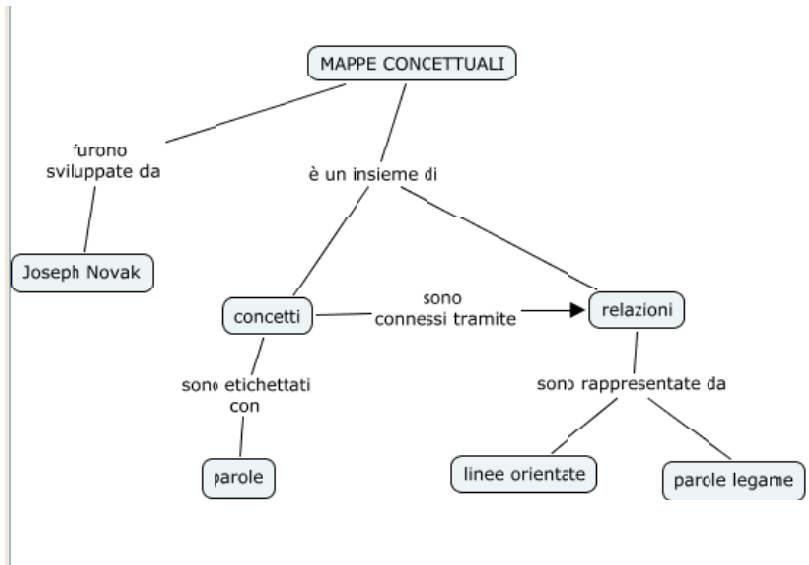 MAPPE CONCETTUALI
furono
sviluppate da
è un insieme di
Joseph Novak
concetti
sono
connessi tramite
relazioni
sono etichettati
con
sono rappresentate da
parole
linee orientate
parole legame